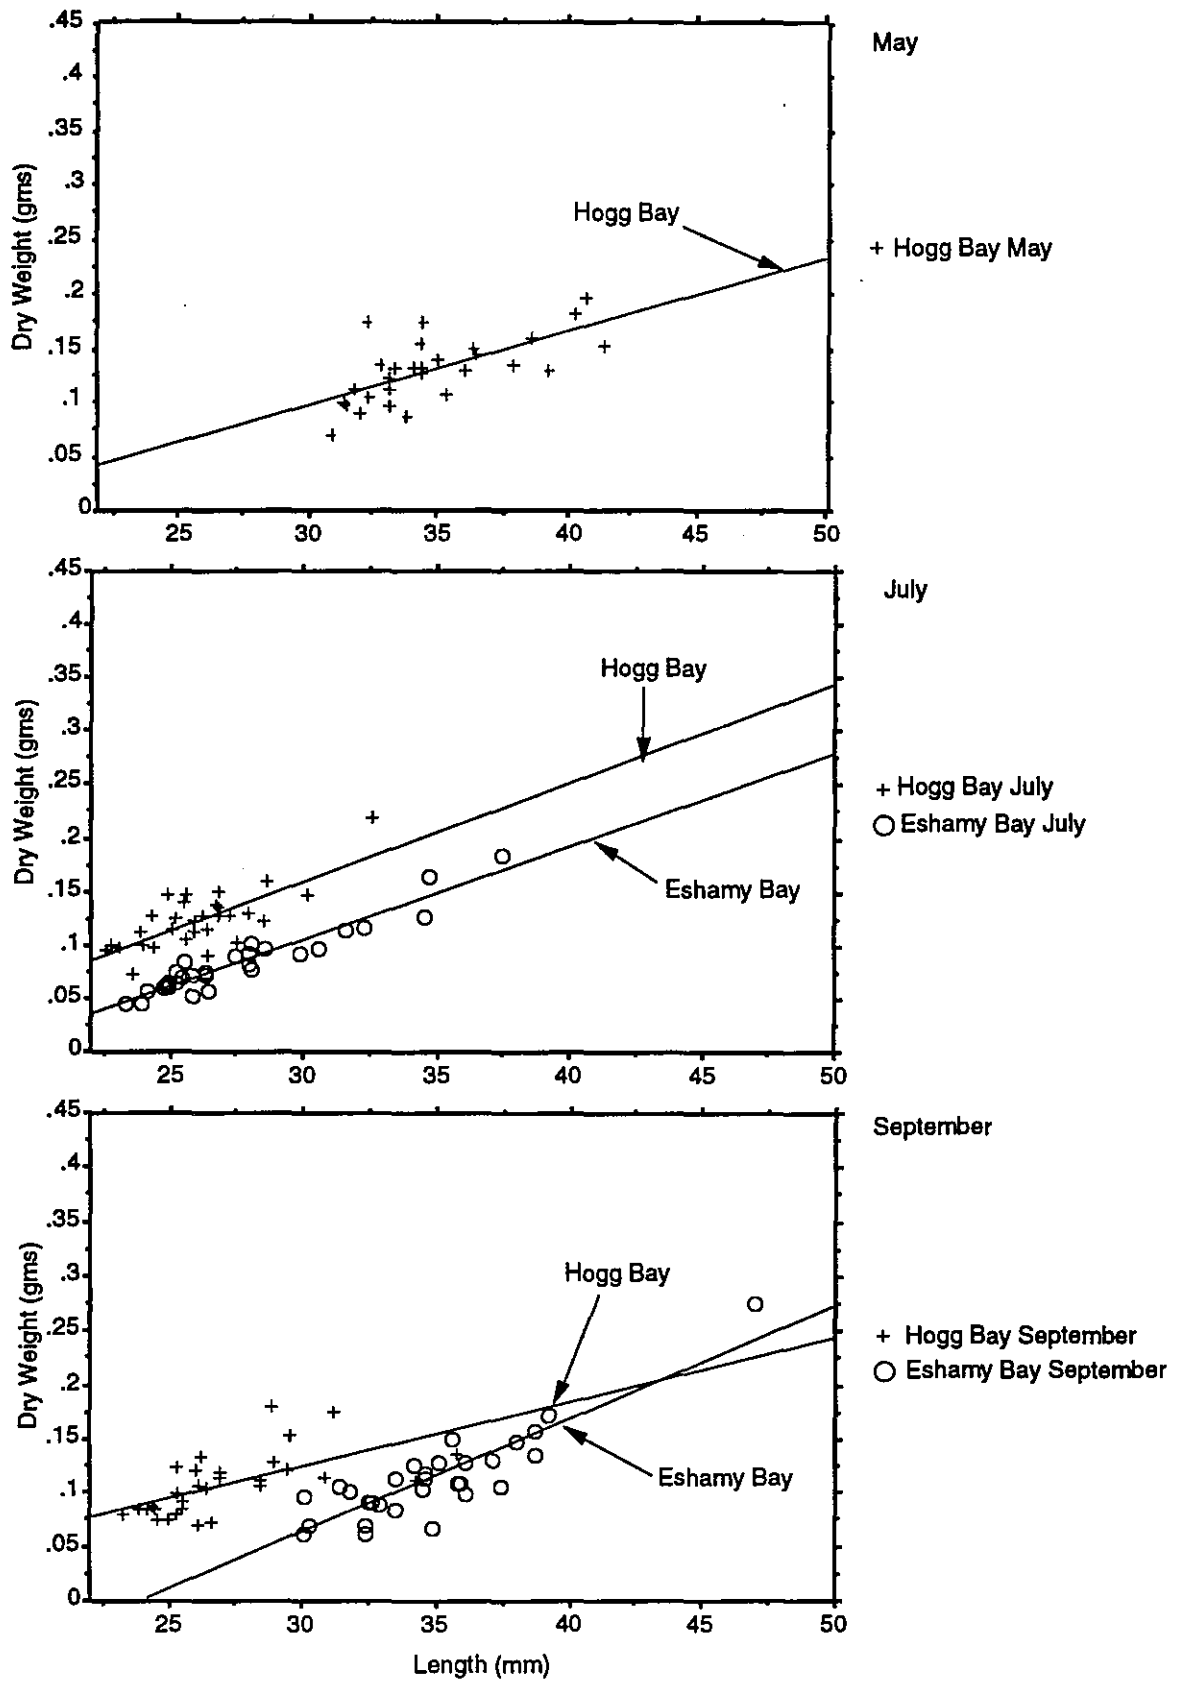 May
.45
.4
.35
.3
.25
.2
.15
.1
.05
0
Dry Weight (gms)
Hogg Bay
+ Hogg Bay May
25 30 35 40 45 50
July
.45
.4
.35
.3
.25
.2
.15
.1
.05
0
Dry Weight (gms)
Hogg Bay
Eshamy Bay
+ Hogg Bay July
O Eshamy Bay July
25 30 35 40 45 50
September
.45
.4
.35
.3
.25
.2
.15
.1
.05
0
Dry Weight (gms)
Hogg Bay
Eshamy Bay
+ Hogg Bay September
O Eshamy Bay September
25 30 35 40 45 50
Length (mm)